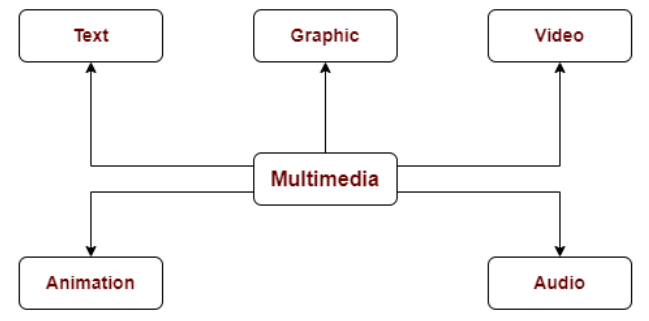 Text
Graphic
Video
Multimedia
Animation
Audio